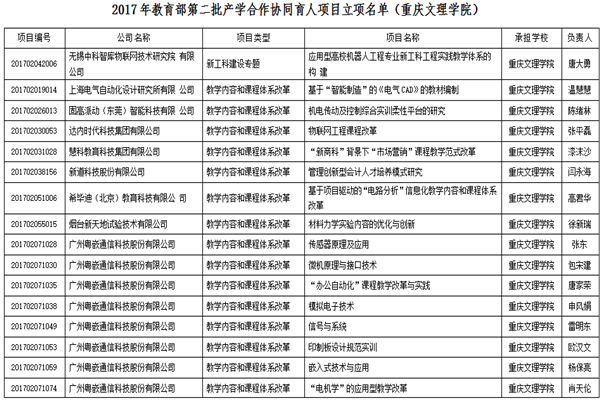 2017年教育部第二批产学合作协同育人项目立项名单（重庆文理学院）
项目编号 公司名称 项目类型 项目名称 承担学校 负责人
201702042006 无锡中科智库物联网技术研究院 有限公司 新工科建设专题 应用型高校机器人工程专业新工科工程实践教学体系的构 建 重庆文理学院 唐大勇
201702019014 上海电气自动化设计研究所有限 公司 教学内容和课程体系改革 基于“智能制造”的《电气CAD》的教材编制 重庆文理学院 温慧慧
201702026013 固高派动（东莞）智能科技有限 公司 教学内容和课程体系改革 机电传动及控制综合实训柔性平台的研究 重庆文理学院 陈绪林
201702030053 达内时代科技集团有限公司 教学内容和课程体系改革 物联网工程课程改革 重庆文理学院 张平磊
201702031028 慧科教育科技集团有限公司 教学内容和课程体系改革 “新商科”背景下“市场营销”课程教学范式改革 重庆文理学院 漆沫沙
201702038156 新道科技股份有限公司 教学内容和课程体系改革 管理创新型会计人才培养模式研究 重庆文理学院 闫永海
201702051006 希毕迪（北京）教育科技有限公 司 教学内容和课程体系改革 基于项目驱动的“电路分析”信息化教学内容和课程体系改革 重庆文理学院 高君华
201702055015 烟台新天地试验技术有限公司 教学内容和课程体系改革 材料力学实验内容的优化与创新 重庆文理学院 徐新瑞
201702071028 广州粤嵌通信科技股份有限公司 教学内容和课程体系改革 传感器原理及应用 重庆文理学院 张东
201702071030 广州粤嵌通信科技股份有限公司 教学内容和课程体系改革 微机原理与接口技术 重庆文理学院 包宋建
201702071035 广州粤嵌通信科技股份有限公司 教学内容和课程体系改革 “办公自动化”课程教学改革与实践 重庆文理学院 唐家荣
201702071038 广州粤嵌通信科技股份有限公司 教学内容和课程体系改革 模拟电子技术 重庆文理学院 申风娟
201702071049 广州粤嵌通信科技股份有限公司 教学内容和课程体系改革 信号与系统 重庆文理学院 雷明东
201702071053 广州粤嵌通信科技股份有限公司 教学内容和课程体系改革 印制板设计规范实训 重庆文理学院 欧汉文
201702071059 广州粤嵌通信科技股份有限公司 教学内容和课程体系改革 嵌入式技术与应用 重庆文理学院 杨保亮
201702071074 广州粤嵌通信科技股份有限公司 教学内容和课程体系改革 “电机学”的应用型教学改革 重庆文理学院 肖天伦